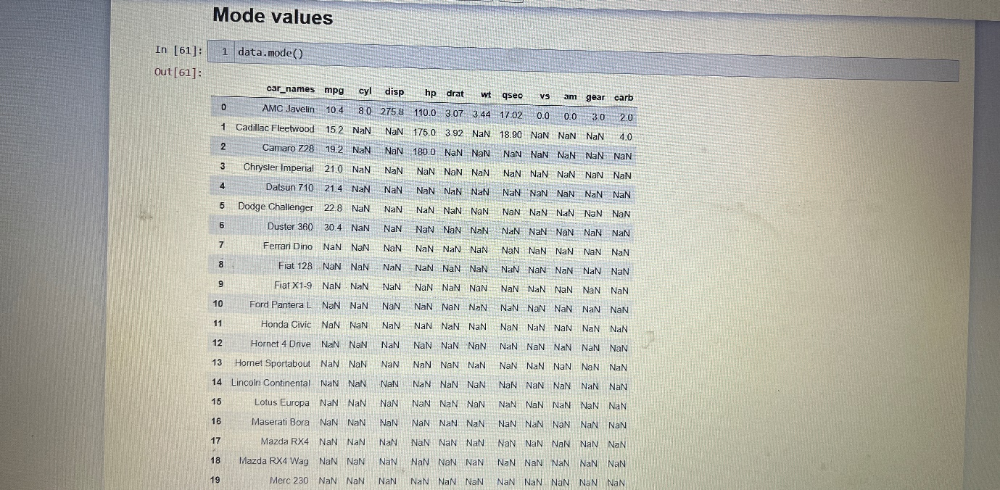 Mode values
In [61]: 1 data.mode()
Out[61]:
car_names mpg cyl disp hp drat wt qsec vs am gear carb
0 AMC Javelin 10.4 8.0 275.8 110.0 3.07 3.44 17.02 0.0 0.0 3.0 2.0
1 Cadillac Fleetwood 15.2 NaN NaN 175.0 3.92 NaN 18.90 NaN NaN NaN 4.0
2 Camaro Z28 19.2 NaN NaN 180.0 NaN NaN NaN NaN NaN NaN NaN
3 Chrysler Imperial 21.0 NaN NaN NaN NaN NaN NaN NaN NaN NaN NaN
4 Datsun 710 21.4 NaN NaN NaN NaN NaN NaN NaN NaN NaN NaN
5 Dodge Challenger 22.8 NaN NaN NaN NaN NaN NaN NaN NaN NaN NaN
6 Duster 360 30.4 NaN NaN NaN NaN NaN NaN NaN NaN NaN NaN
7 Ferrari Dino NaN NaN NaN NaN NaN NaN NaN NaN NaN NaN NaN
8 Fiat 128 NaN NaN NaN NaN NaN NaN NaN NaN NaN NaN NaN
9 Fiat X1-9 NaN NaN NaN NaN NaN NaN NaN NaN NaN NaN NaN
10 Ford Pantera L NaN NaN NaN NaN NaN NaN NaN NaN NaN NaN NaN
11 Honda Civic NaN NaN NaN NaN NaN NaN NaN NaN NaN NaN NaN
12 Hornet 4 Drive NaN NaN NaN NaN NaN NaN NaN NaN NaN NaN NaN
13 Hornet Sportabout NaN NaN NaN NaN NaN NaN NaN NaN NaN NaN NaN
14 Lincoln Continental NaN NaN NaN NaN NaN NaN NaN NaN NaN NaN NaN
15 Lotus Europa NaN NaN NaN NaN NaN NaN NaN NaN NaN NaN NaN
16 Maserati Bora NaN NaN NaN NaN NaN NaN NaN NaN NaN NaN NaN
17 Mazda RX4 NaN NaN NaN NaN NaN NaN NaN NaN NaN NaN NaN
18 Mazda RX4 Wag NaN NaN NaN NaN NaN NaN NaN NaN NaN NaN NaN
19 Merc 230 NaN NaN NaN NaN NaN NaN NaN NaN NaN NaN NaN